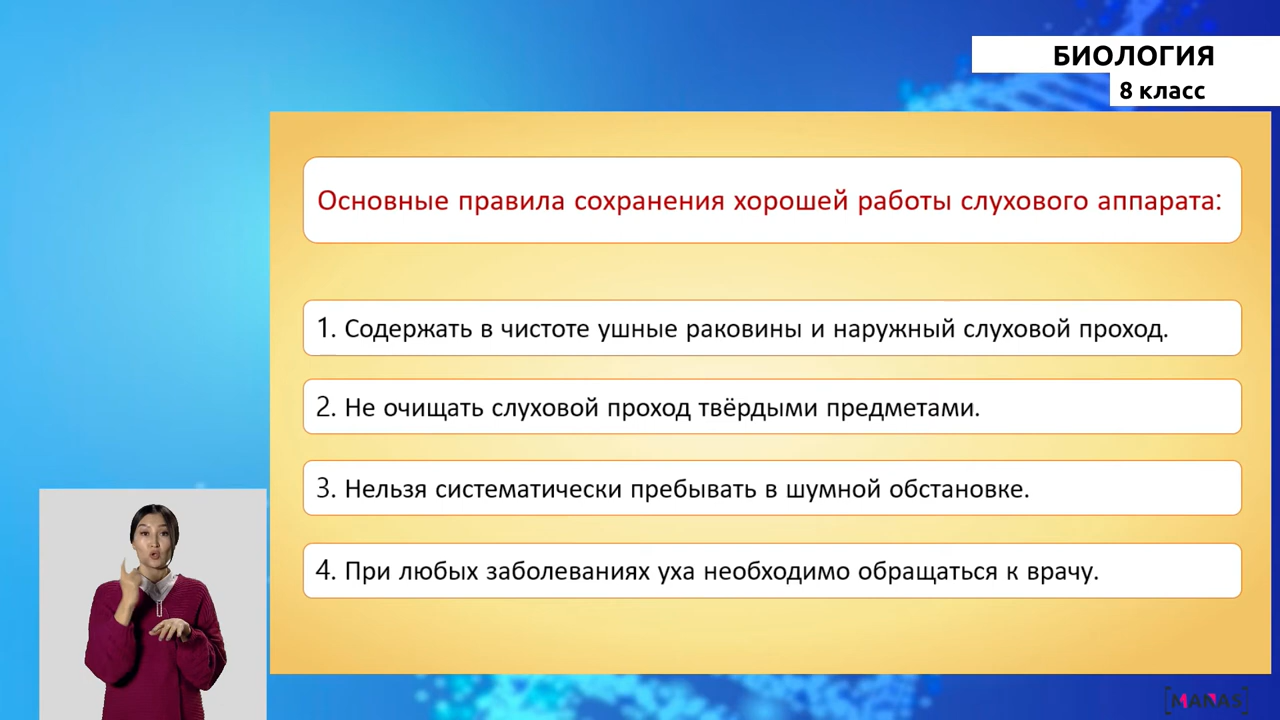 БИОЛОГИЯ
8 класс
Основные правила сохранения хорошей работы слухового аппарата:
1. Содержать в чистоте ушные раковины и наружный слуховой проход.
2. Не очищать слуховой проход твёрдыми предметами.
3. Нельзя систематически пребывать в шумной обстановке.
4. При любых заболеваниях уха необходимо обращаться к врачу.
[MANAS]